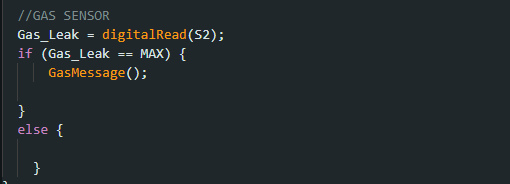 //GAS SENSOR
Gas_Leak = digitalRead(S2);
if (Gas_Leak == MAX) {
GasMessage();
}
else {
}